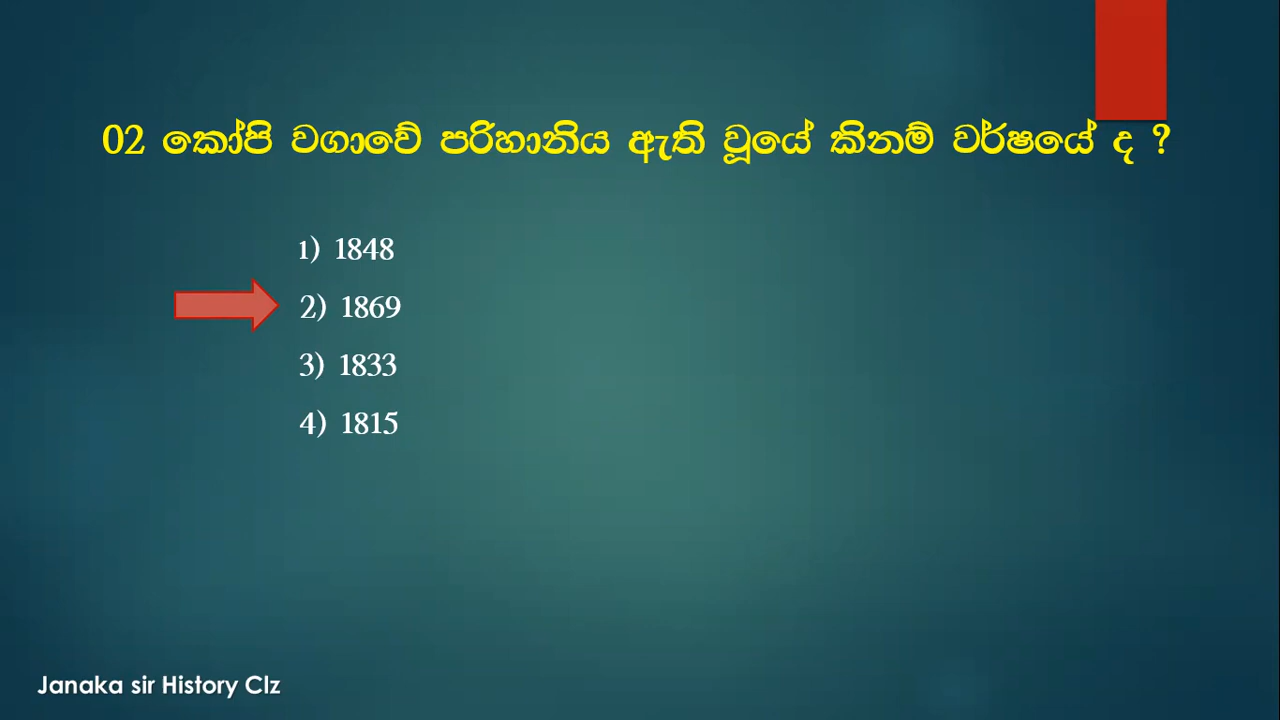 02 කෝපි වගාවේ පරිහානිය ඇති වූයේ කිනම් වර්ෂයේ ද ?
1) 1848
2) 1869
3) 1833
4) 1815
Janaka sir History Clz